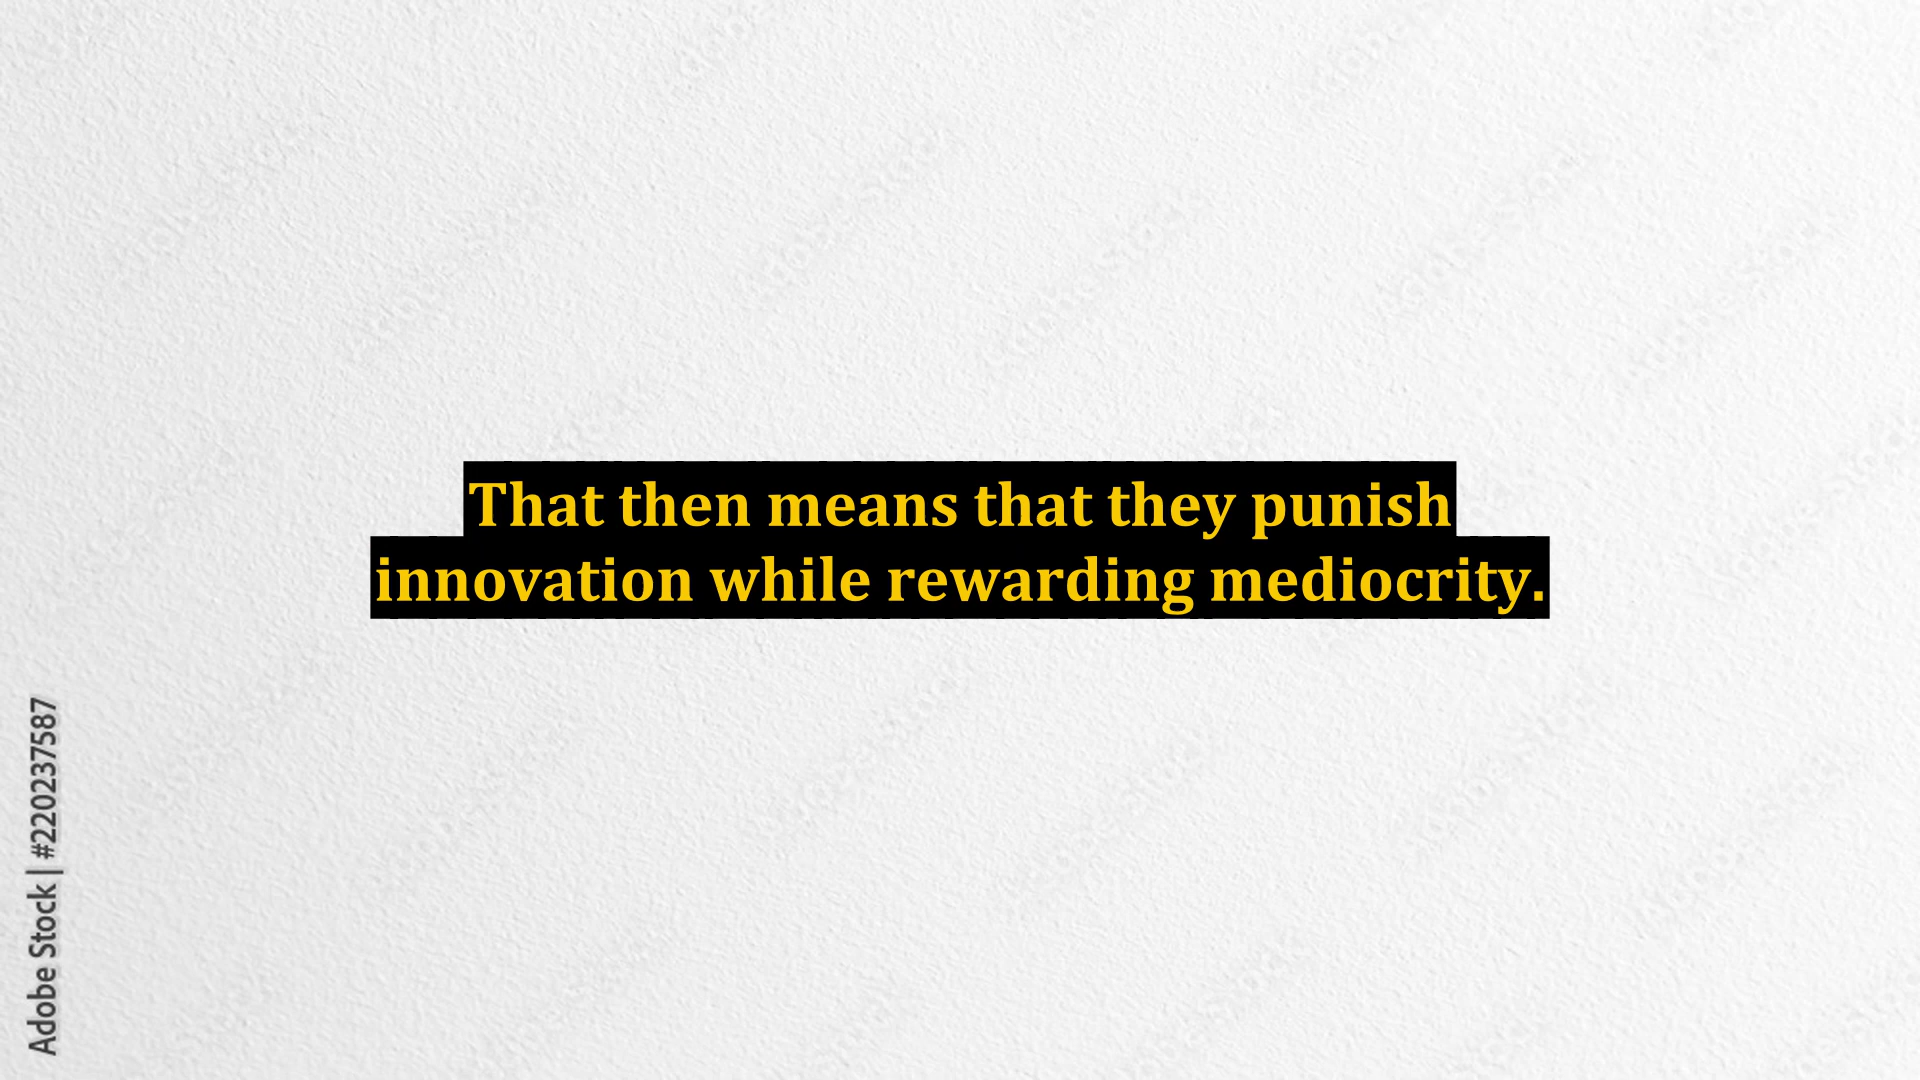 That then means that they punish
innovation while rewarding mediocrity.
Adobe Stock | #220237587